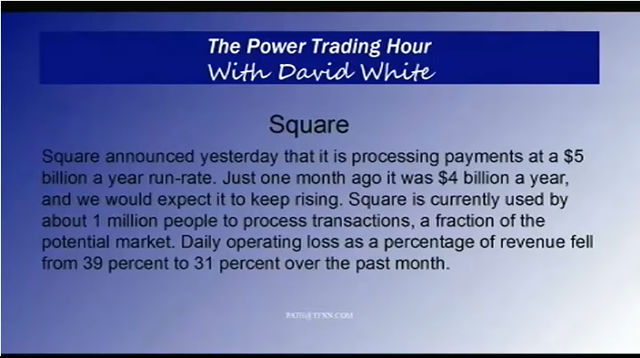 The Power Trading Hour
With David White
Square
Square announced yesterday that it is processing payments at a $5
billion a year run-rate. Just one month ago it was $4 billion a year,
and we would expect it to keep rising. Square is currently used by
about 1 million people to process transactions, a fraction of the
potential market. Daily operating loss as a percentage of revenue fell
from 39 percent to 31 percent over the past month.